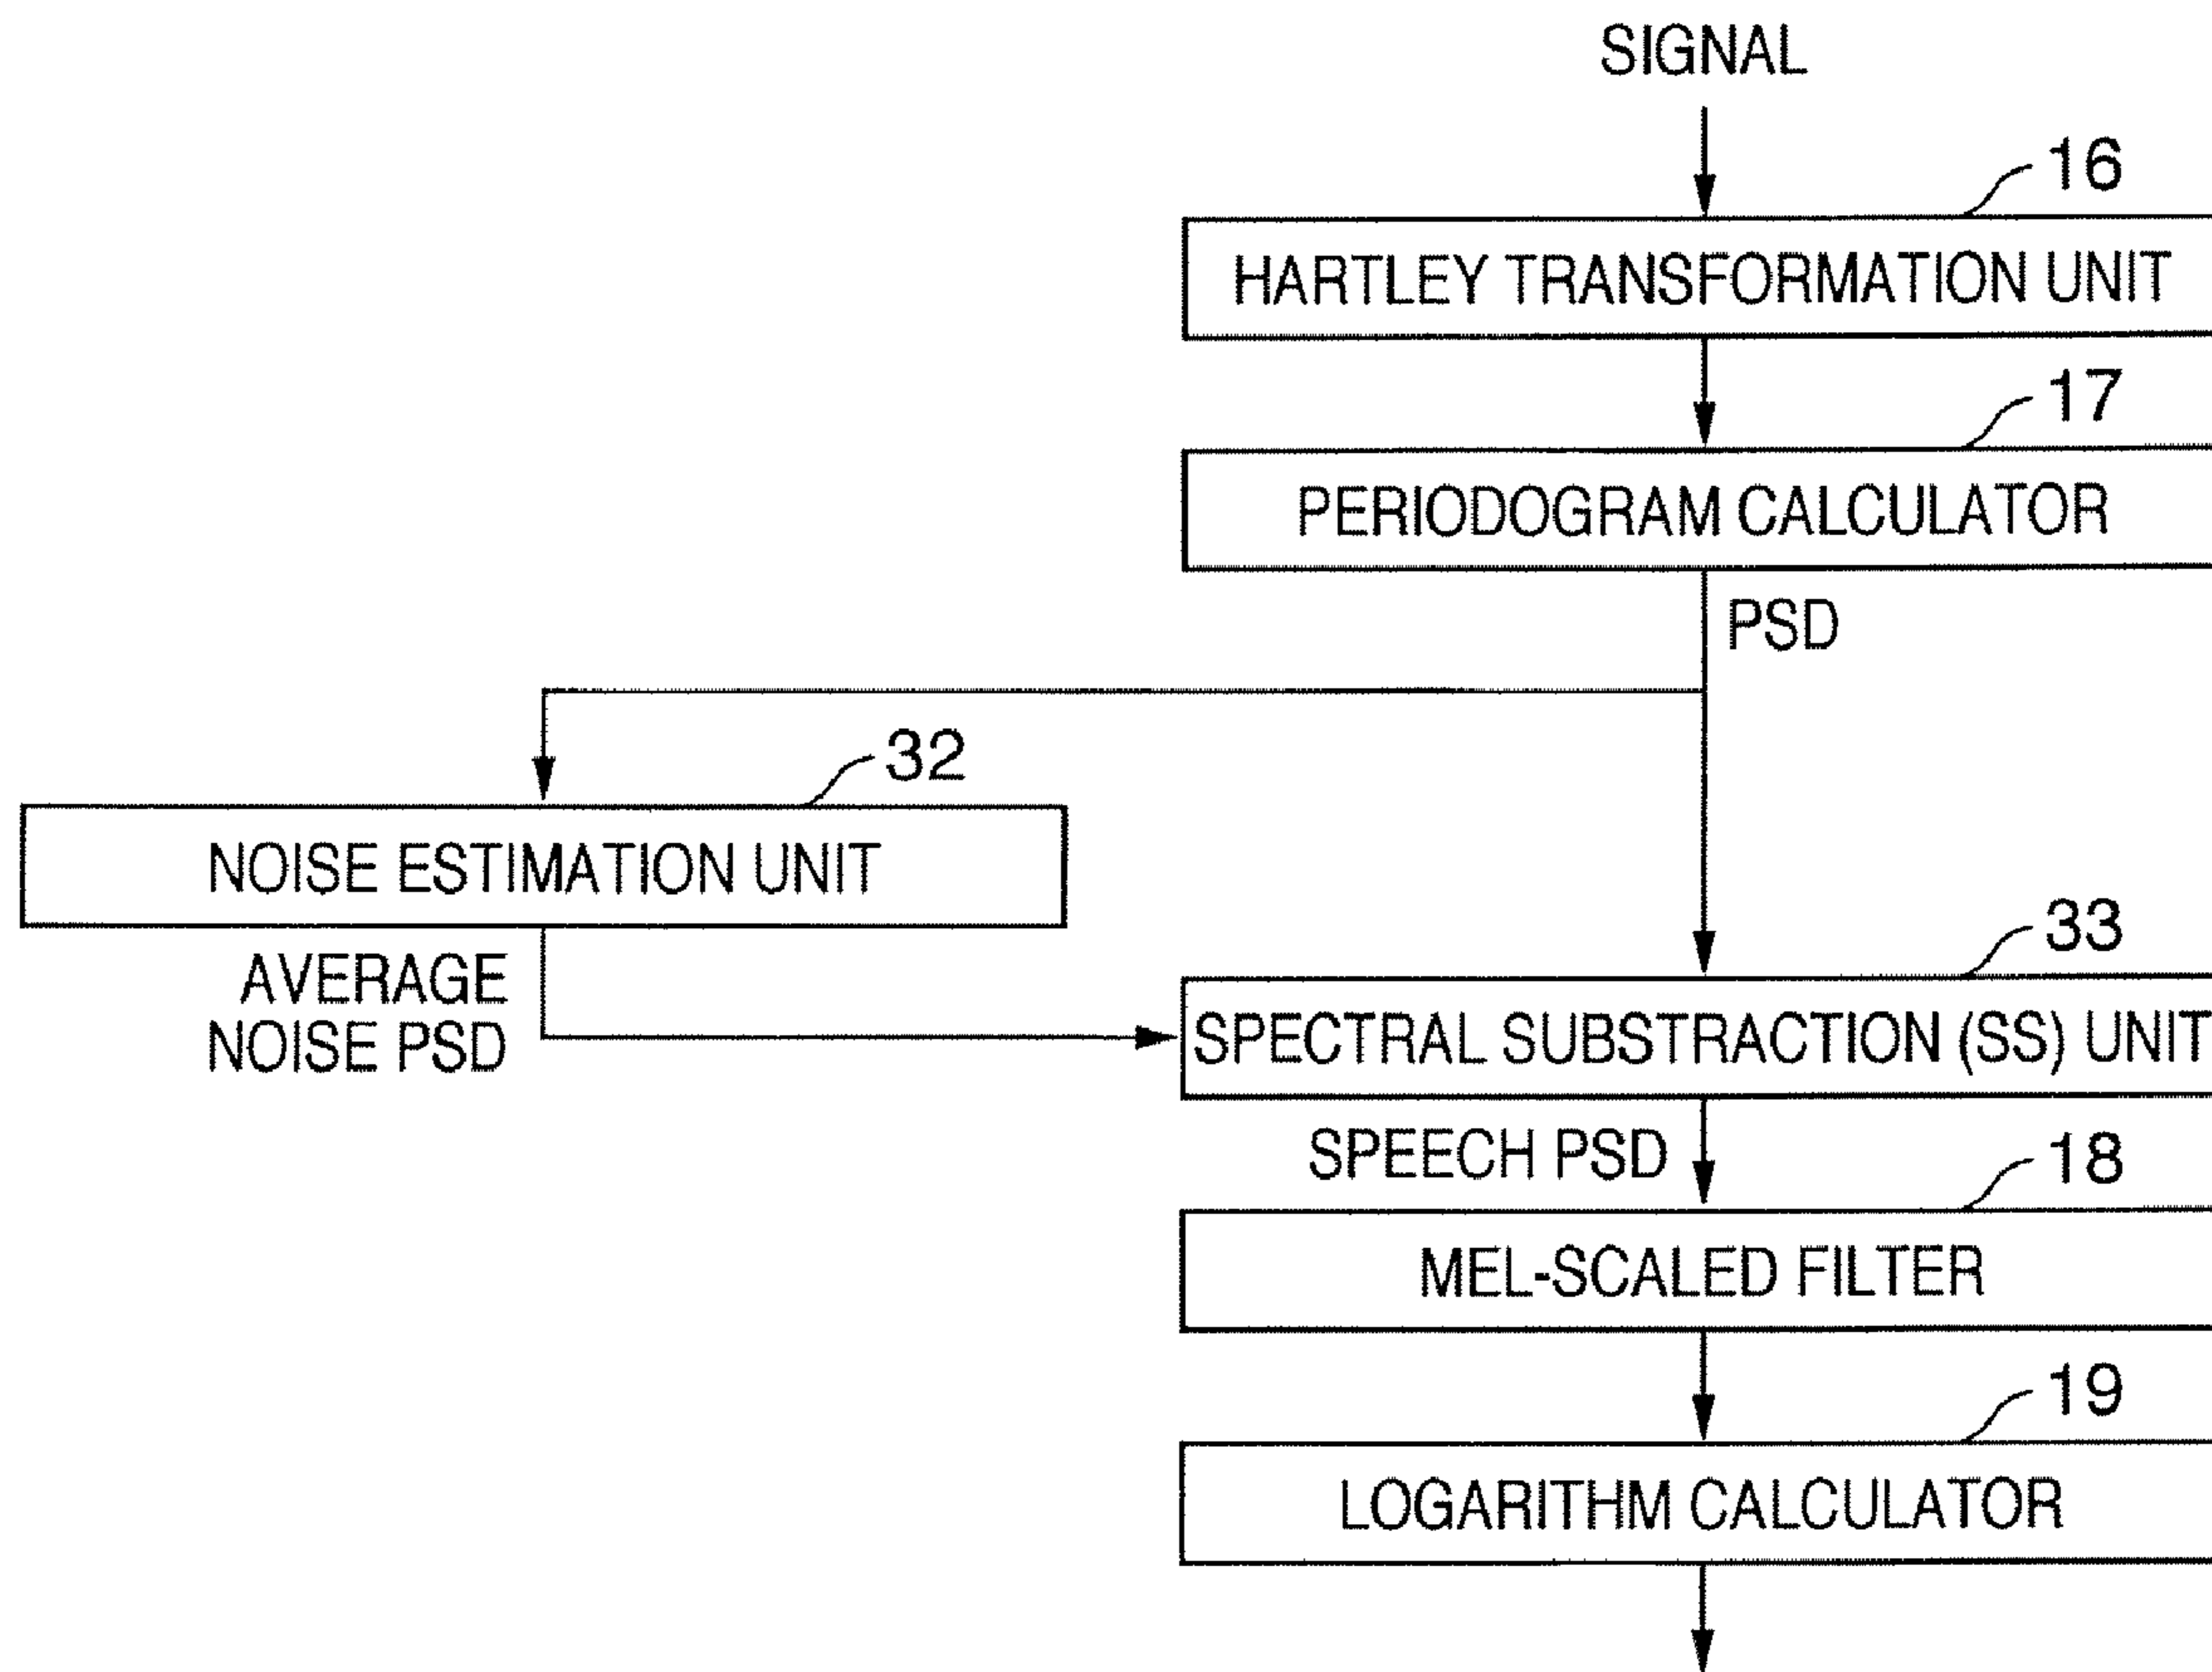 SIGNAL
16
HARTLEY TRANSFORMATION UNIT
17
PERIODOGRAM CALCULATOR
PSD
32
NOISE ESTIMATION UNIT
AVERAGE
NOISE PSD
33
SPECTRAL SUBSTRACTION (SS) UNIT
SPEECH PSD
18
MEL-SCALED FILTER
19
LOGARITHM CALCULATOR